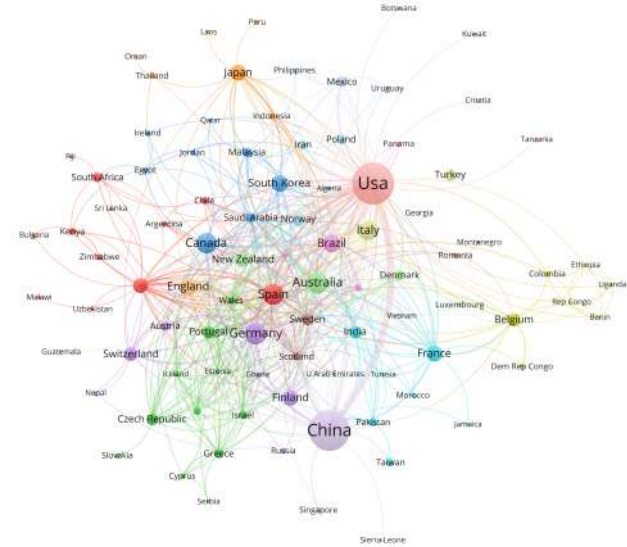 Botswana
Peru
Laos
Kuwait
Oman
Thailand
Japan
Philippines
Mexico
Uruguay
Croatia
Qatar
Indonesia
Ireland
Iran
Poland
Panama
Tanzania
Fiji
Jordan
Malaysia
Egypt
South Africa
South Korea
Algeria
Usa
Turkey
Sri Lanka
Chile
Georgia
Saudi Arabia
Norway
Bulgaria
Kenya
Argentina
Canada
Brazil
Italy
Montenegro
Zimbabwe
New Zealand
Romania
Ethiopia
Colombia
Denmark
Uganda
England
Spain
Australia
Malawi
Wales
Luxembourg
Rep Congo
Uzbekistan
Benin
Austria
Portugal
Germany
Sweden
India
Vietnam
Belgium
Guatemala
Switzerland
Scotland
France
Iceland
Estonia
Ghane
U Arab Emirates
Tunisia
Dem Rep Congo
Nepal
Finland
Morocco
Czech Republic
Israel
China
Pakistan
Jamaica
Slovakia
Greece
Russia
Taiwan
Cyprus
Serbia
Singapore
Sierra Leone